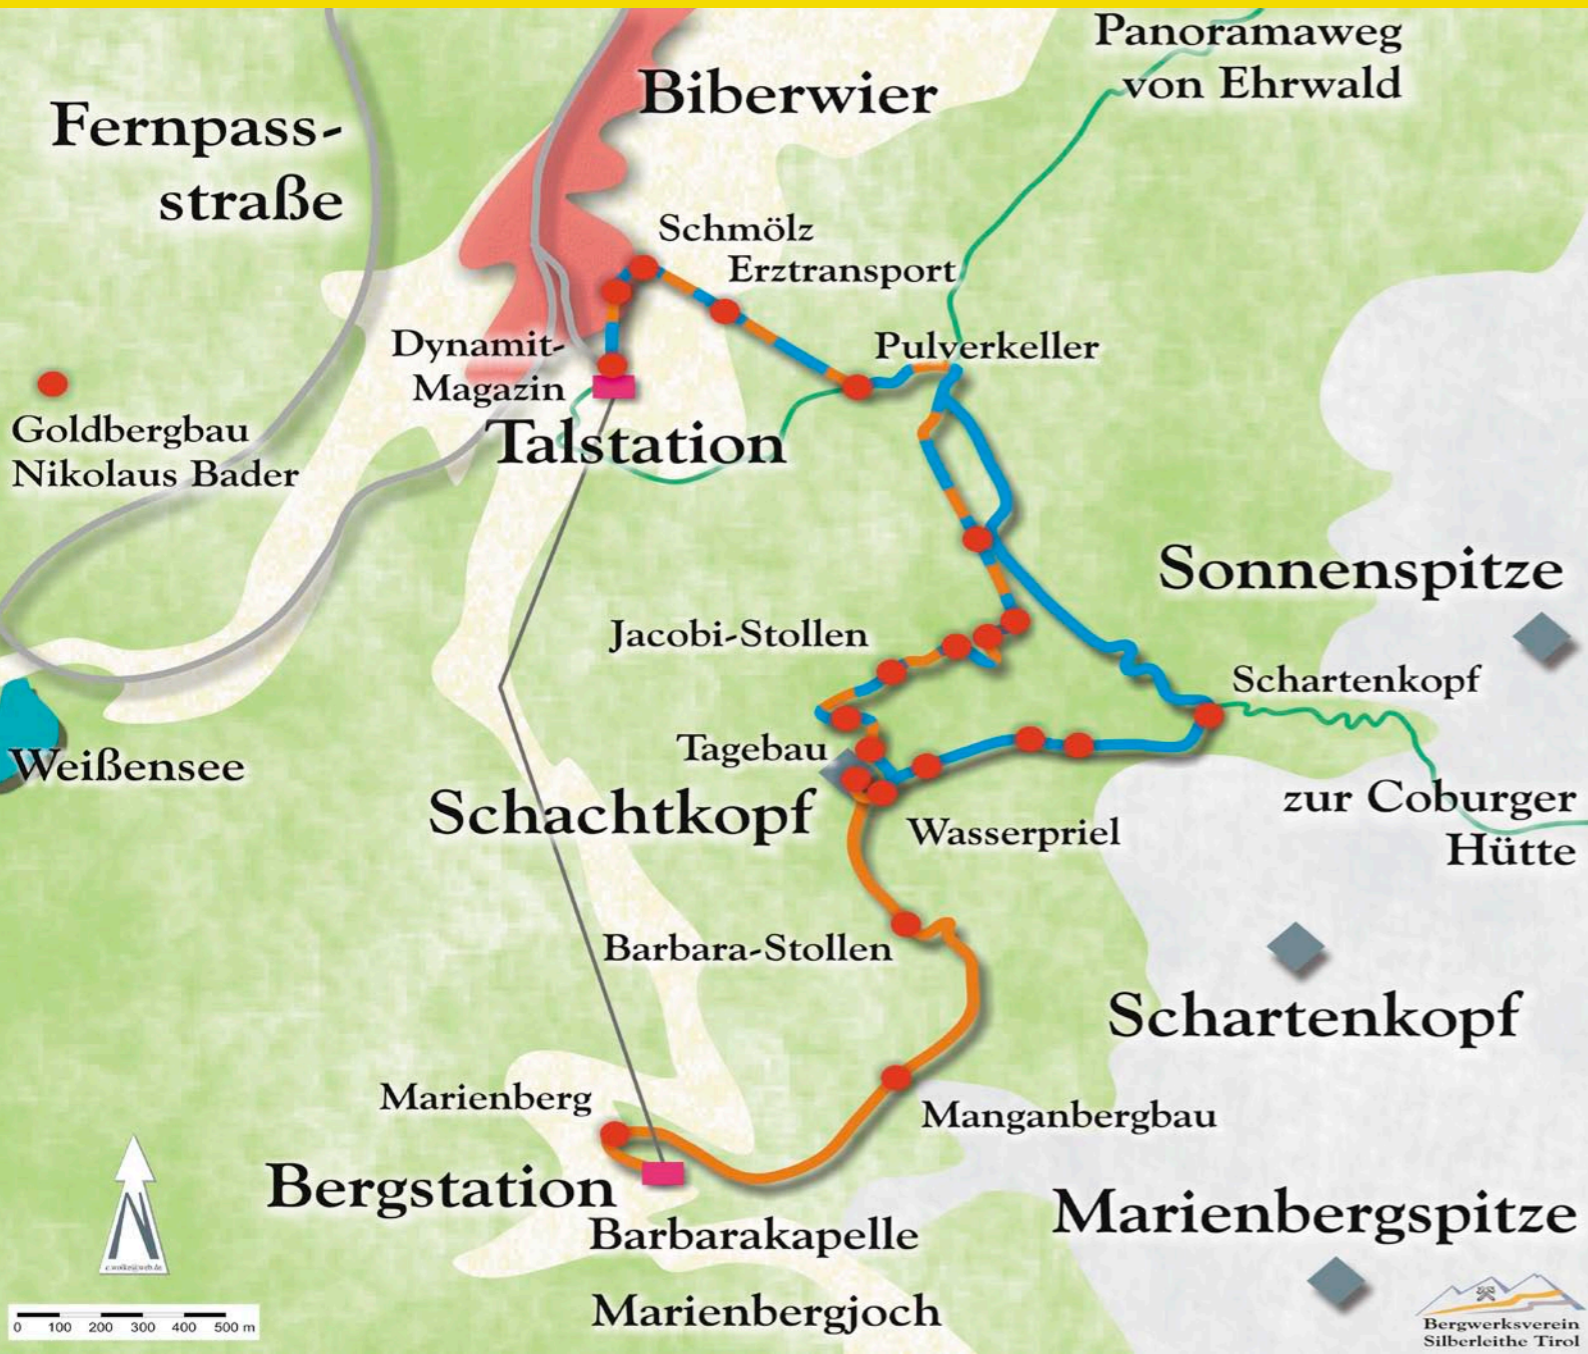 Panoramaweg
von Ehrwald
Biberwier
Fernpass-
straße
Schmölz
Erztransport
Dynamit-
Magazin
Pulverkeller
Goldbergbau
Nikolaus Bader
Talstation
Sonnenspitze
Jacobi-Stollen
Schartenkopf
Tagebau
Weißensee
Schachtkopf
zur Coburger
Hütte
Wasserpriel
Barbara-Stollen
Schartenkopf
Marienberg
Manganbergbau
Bergstation
Marienbergspitze
Barbarakapelle
Marienbergjoch
N
0 100 200 300 400 500 m
Bergwerksverein
Silberleithe Tirol